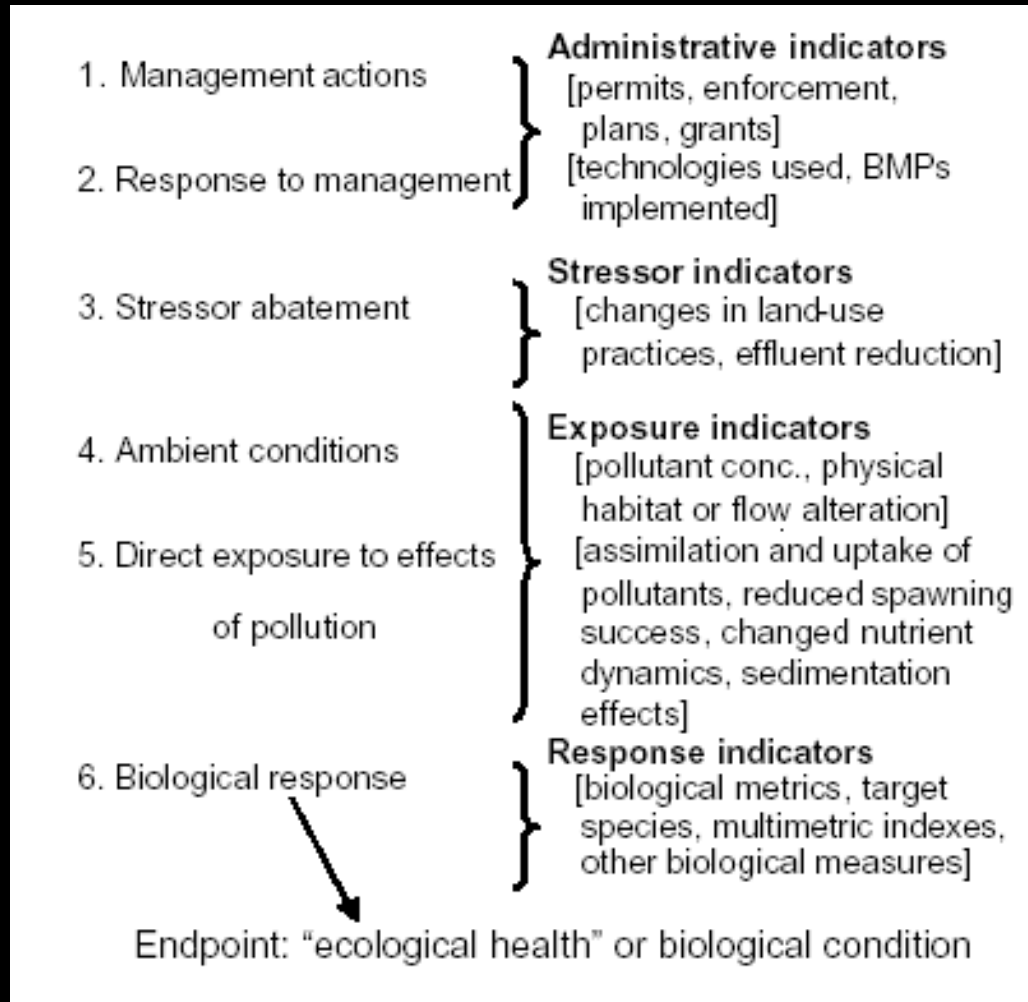 1. Management actions
2. Response to management
Administrative indicators
[permits, enforcement,
plans, grants]
[technologies used, BMPs
implemented]
3. Stressor abatement
Stressor indicators
[changes in land-use
practices, effluent reduction]
4. Ambient conditions
5. Direct exposure to effects
of pollution
Exposure indicators
[pollutant conc., physical
habitat or flow alteration]
[assimilation and uptake of
pollutants, reduced spawning
success, changed nutrient
dynamics, sedimentation
effects]
6. Biological response
Response indicators
[biological metrics, target
species, multimetric indexes,
other biological measures]
Endpoint: “ecological health” or biological condition